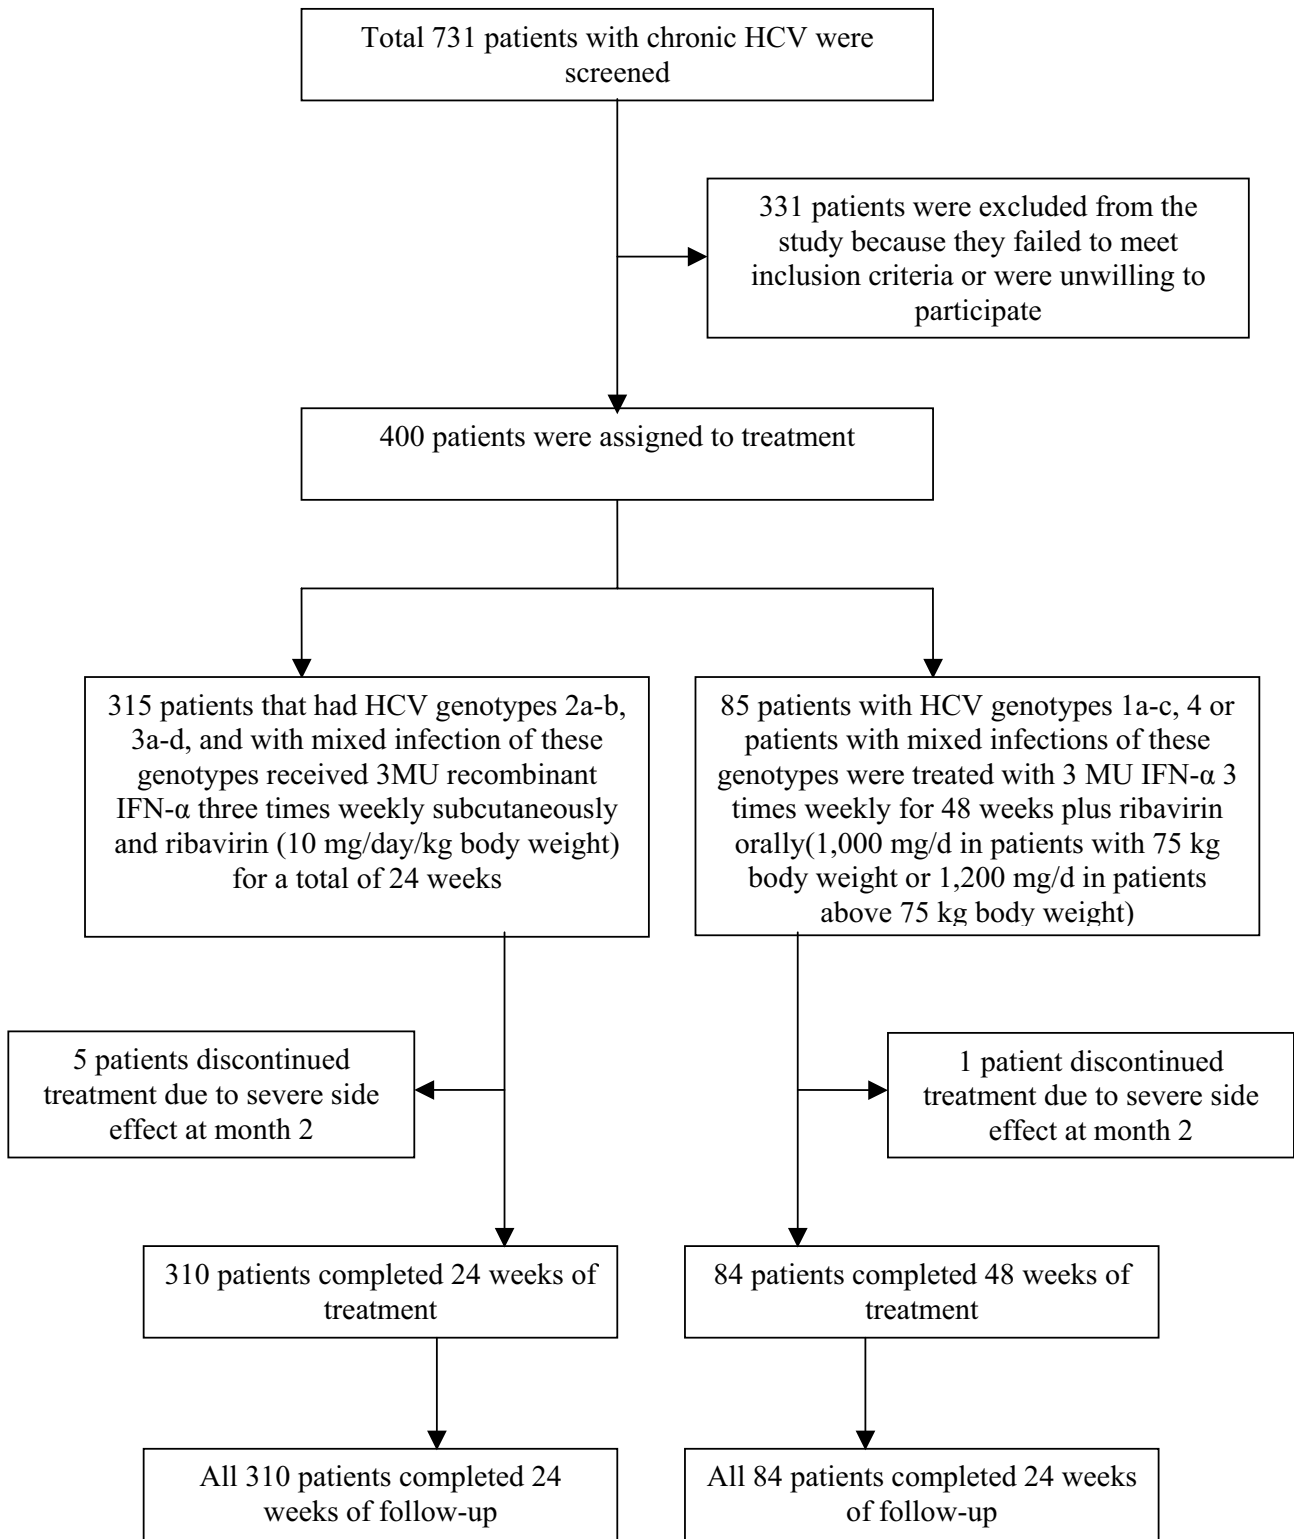 Total 731 patients with chronic HCV were
screened
331 patients were excluded from the
study because they failed to meet
inclusion criteria or were unwilling to
participate
400 patients were assigned to treatment
315 patients that had HCV genotypes 2a-b,
3a-d, and with mixed infection of these
genotypes received 3MU recombinant
IFN-α three times weekly subcutaneously
and ribavirin (10 mg/day/kg body weight)
for a total of 24 weeks
85 patients with HCV genotypes 1a-c, 4 or
patients with mixed infections of these
genotypes were treated with 3 MU IFN-α 3
times weekly for 48 weeks plus ribavirin
orally(1,000 mg/d in patients with 75 kg
body weight or 1,200 mg/d in patients
above 75 kg body weight)
5 patients discontinued
treatment due to severe side
effect at month 2
1 patient discontinued
treatment due to severe side
effect at month 2
310 patients completed 24 weeks of
treatment
84 patients completed 48 weeks of
treatment
All 310 patients completed 24
weeks of follow-up
All 84 patients completed 24 weeks
of follow-up